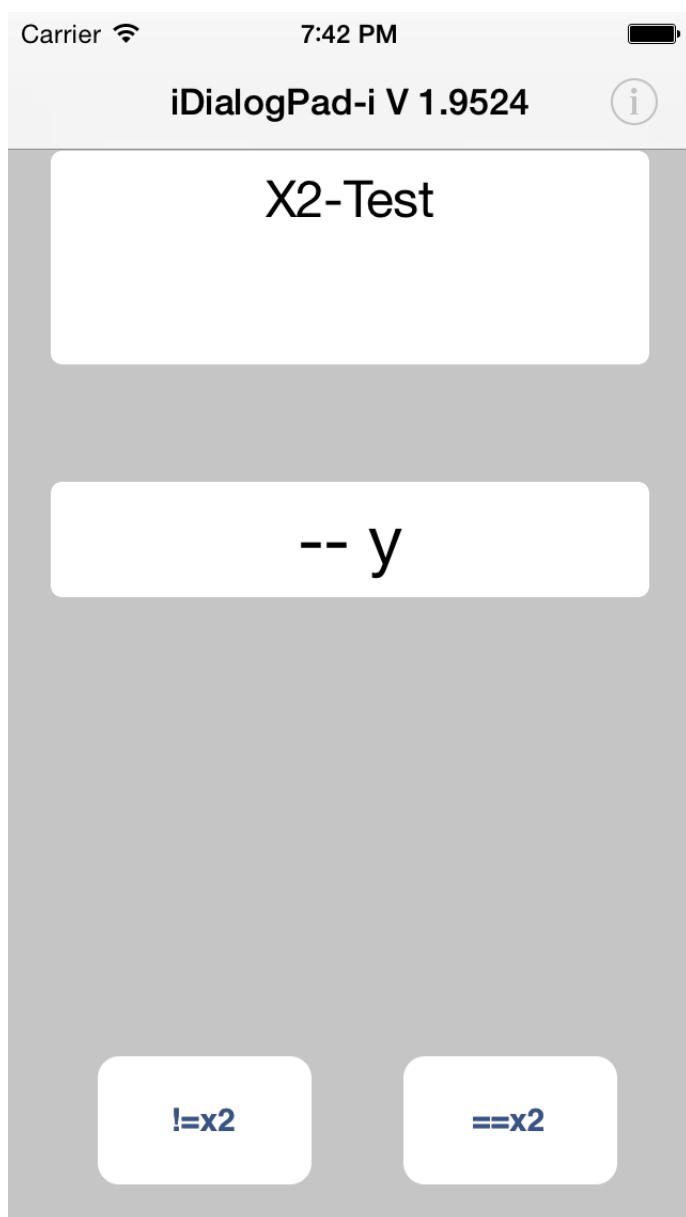 Carrier 7:42 PM
iDialogPad-i V 1.9524 i
X2-Test
-- y
!=x2 ==x2